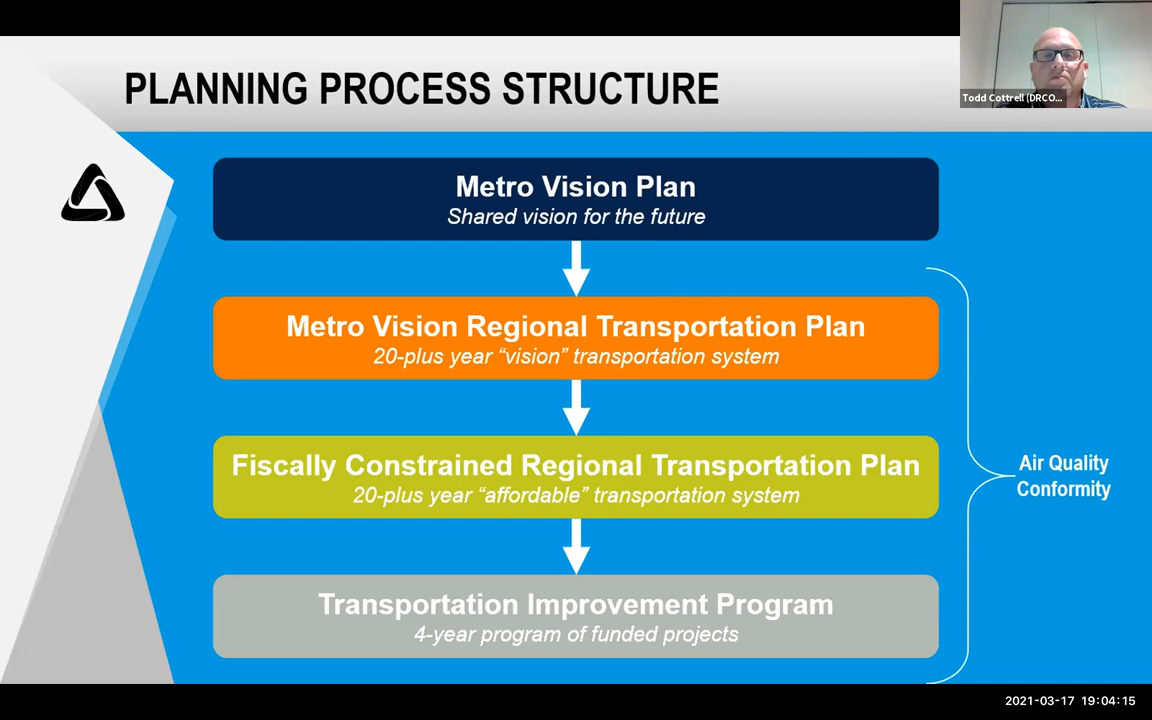 PLANNING PROCESS STRUCTURE
Todd Cottrell (DRCO...
Metro Vision Plan
Shared vision for the future
Metro Vision Regional Transportation Plan
20-plus year “vision” transportation system
Fiscally Constrained Regional Transportation Plan
20-plus year “affordable” transportation system
Air Quality
Conformity
Transportation Improvement Program
4-year program of funded projects
2021-03-17 19:04:15